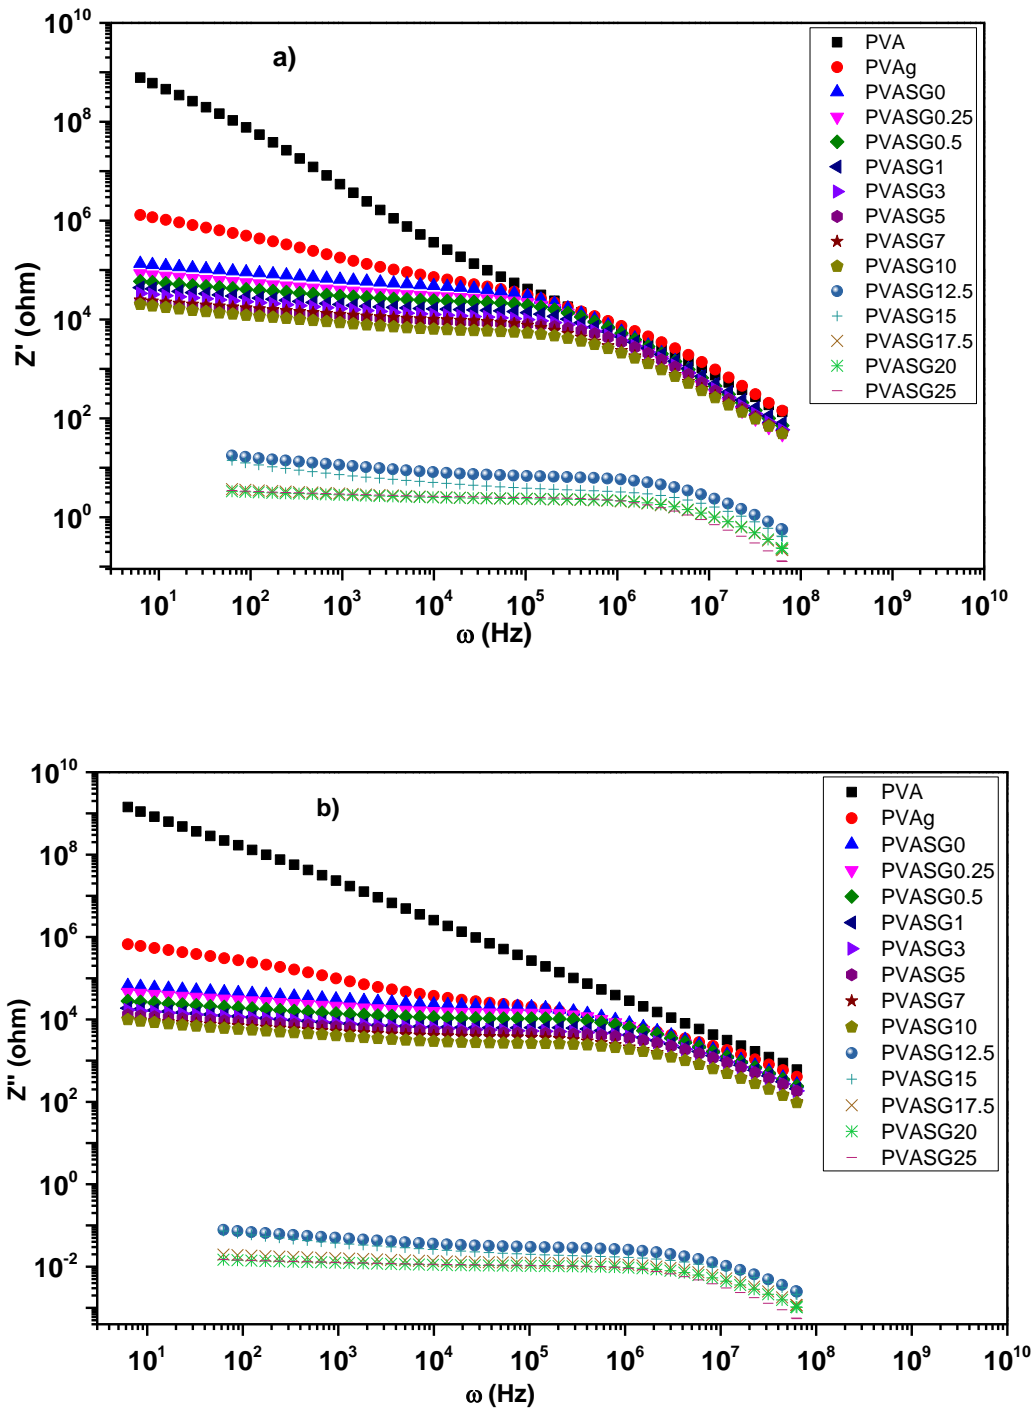 a)
Z' (ohm)
10^10
10^8
10^6
10^4
10^2
10^0
10^1 10^2 10^3 10^4 10^5 10^6 10^7 10^8 10^9 10^10
ω (Hz)
PVA
PVAg
PVASG0
PVASG0.25
PVASG0.5
PVASG1
PVASG3
PVASG5
PVASG7
PVASG10
PVASG12.5
PVASG15
PVASG17.5
PVASG20
PVASG25
b)
Z'' (ohm)
10^10
10^8
10^6
10^4
10^2
10^0
10^-2
10^1 10^2 10^3 10^4 10^5 10^6 10^7 10^8 10^9 10^10
ω (Hz)
PVA
PVAg
PVASG0
PVASG0.25
PVASG0.5
PVASG1
PVASG3
PVASG5
PVASG7
PVASG10
PVASG12.5
PVASG15
PVASG17.5
PVASG20
PVASG25